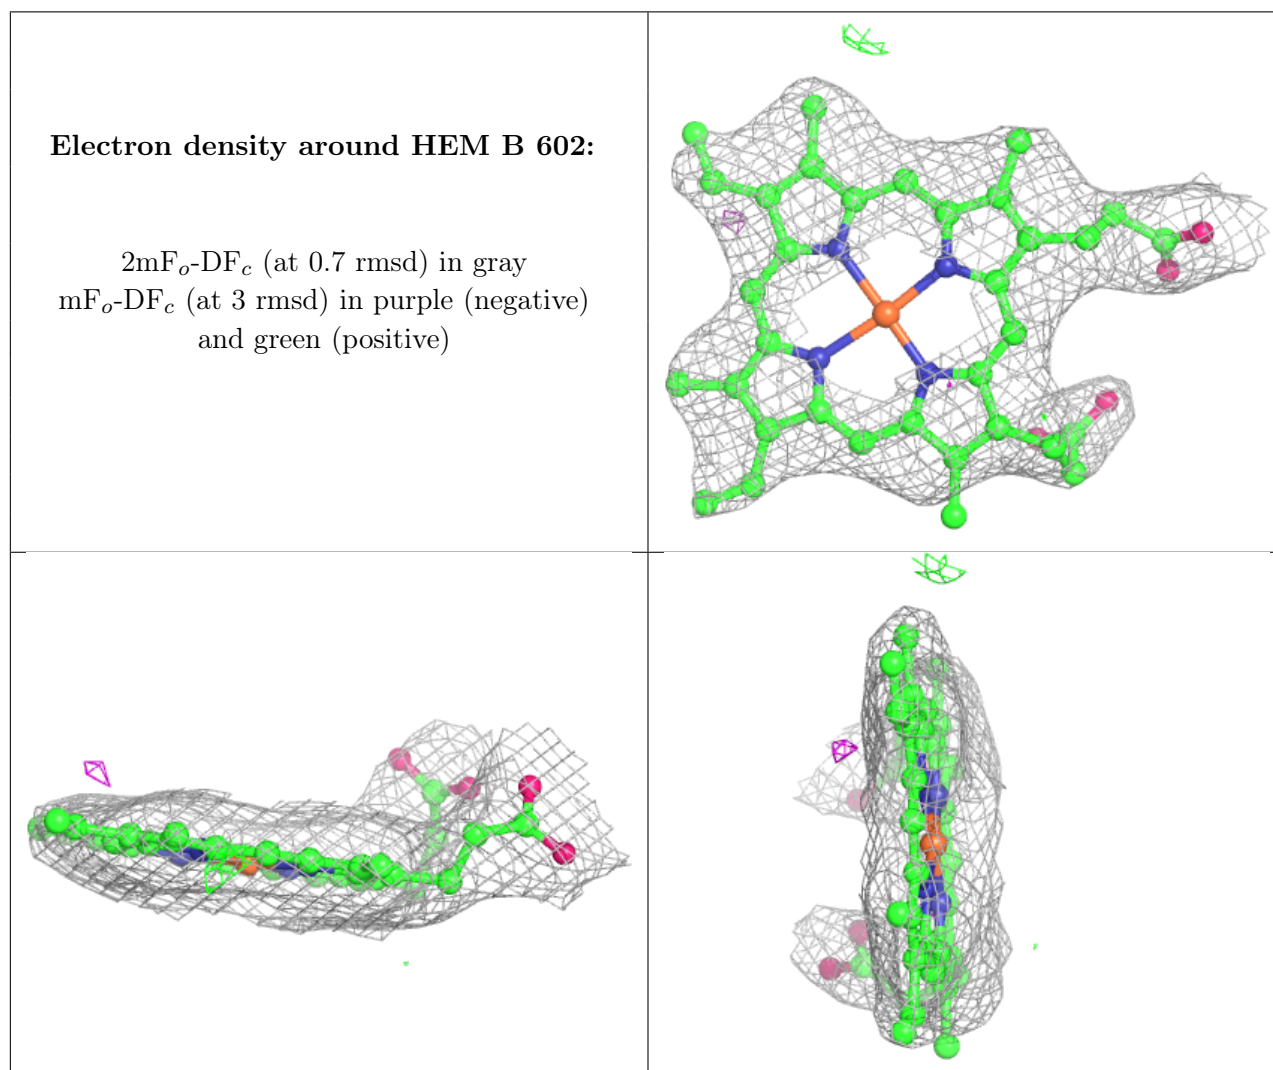 Electron density around HEM B 602:
2mFo-DFc (at 0.7 rmsd) in gray
mFo-DFc (at 3 rmsd) in purple (negative)
and green (positive)